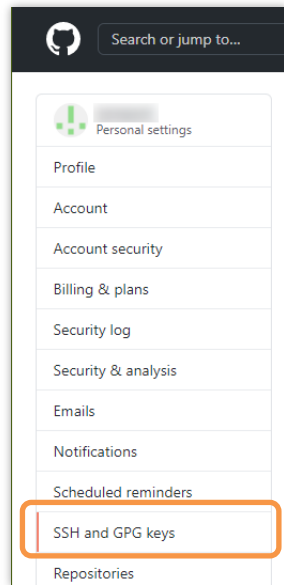 Search or jump to...
Personal settings
Profile
Account
Account security
Billing & plans
Security log
Security & analysis
Emails
Notifications
Scheduled reminders
SSH and GPG keys
Repositories